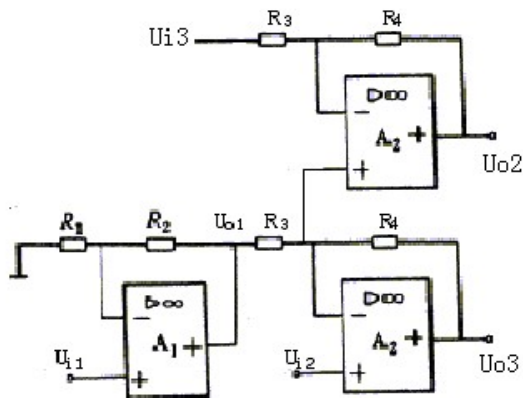 R3 R4
Ui3
▷∞
−
A2 +
+
Uo2
R1 R2 Uo1 R3 R4
▷∞ ▷∞
− −
A1 + A2 +
Ui1 + Ui2 + Uo3